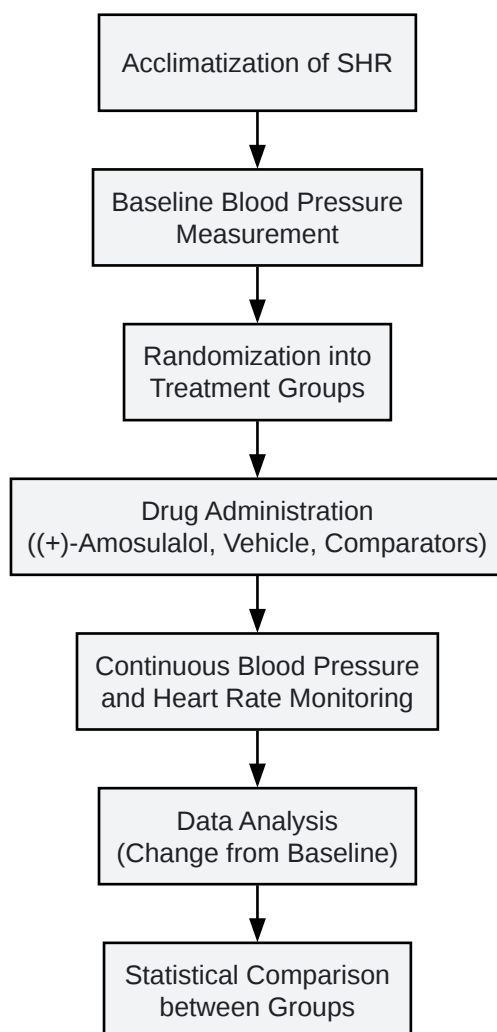 Acclimatization of SHR
Baseline Blood Pressure
Measurement
Randomization into
Treatment Groups
Drug Administration
((+)-Amosulalol, Vehicle, Comparators)
Continuous Blood Pressure
and Heart Rate Monitoring
Data Analysis
(Change from Baseline)
Statistical Comparison
between Groups